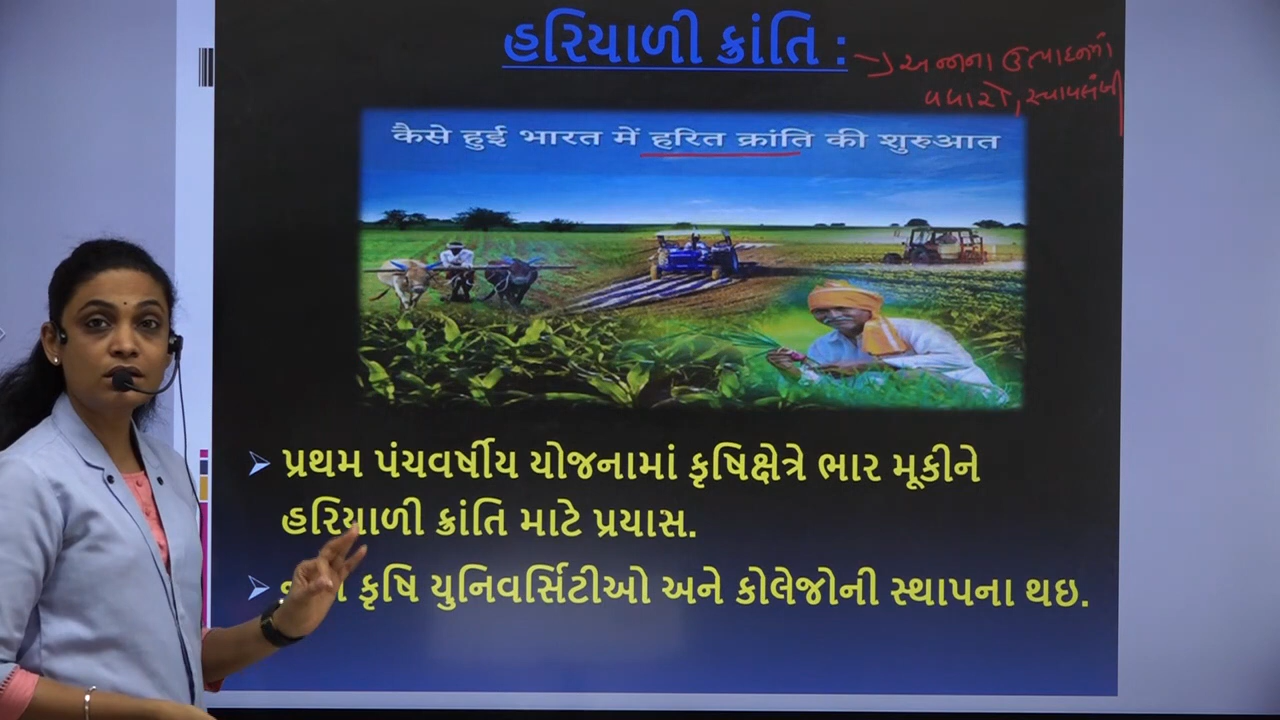 હરિયાળી ક્રાંતિ :
→ અન્નના ઉત્પાદનમાં
વધારો, સ્વાવલંબી
कैसे हुई भारत में हरित क्रांति की शुरुआत
➢ પ્રથમ પંચવર્ષીય યોજનામાં કૃષિક્ષેત્રે ભાર મૂકીને
હરિયાળી ક્રાંતિ માટે પ્રયાસ.
➢ કૃષિ યુનિવર્સિટીઓ અને કોલેજોની સ્થાપના થઇ.